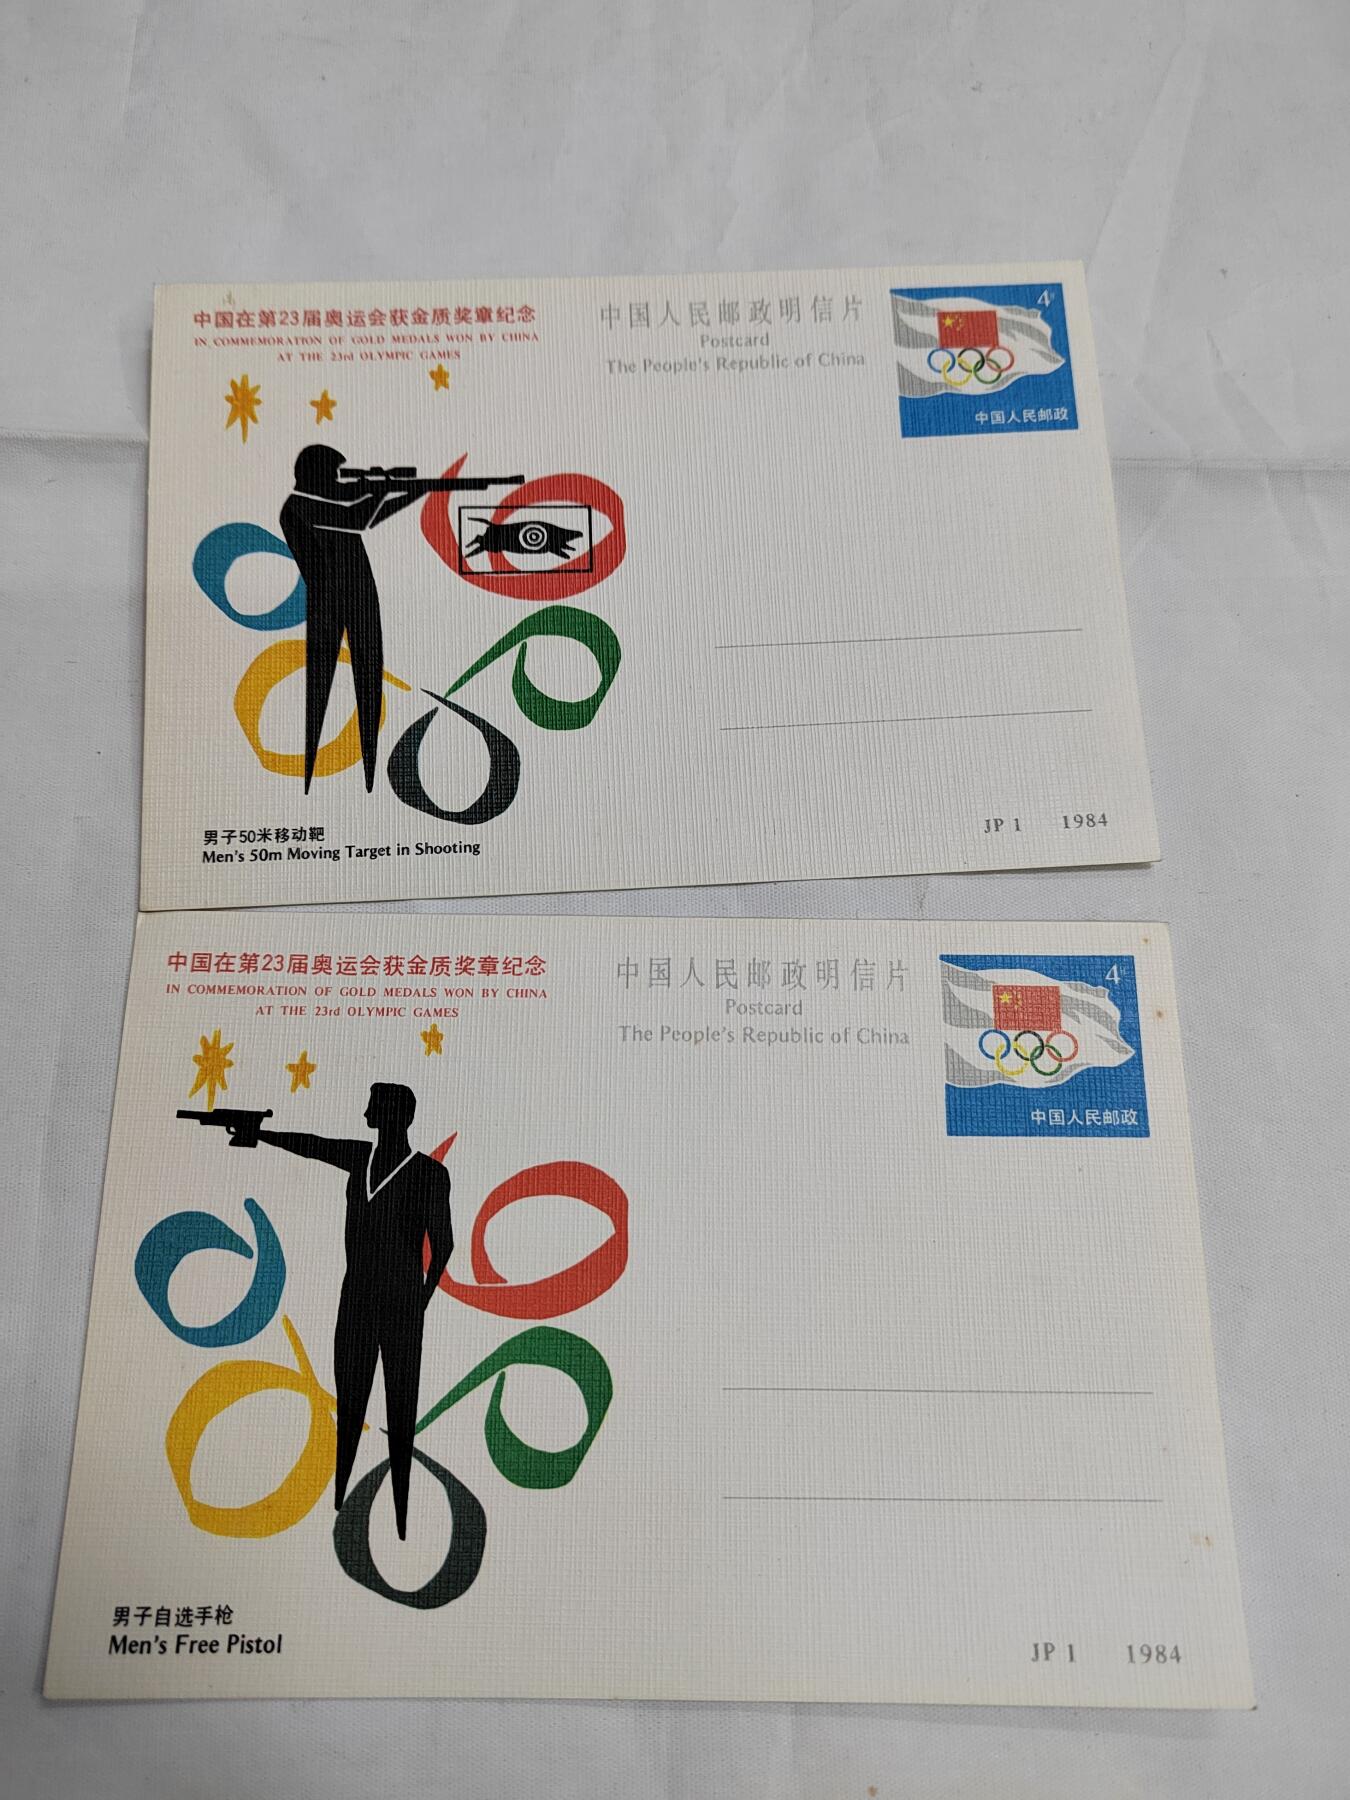 中国在第23届奥运会获金质奖章纪念
IN COMMEMORATION OF GOLD MEDALS WON BY CHINA
AT THE 23rd OLYMPIC GAMES
中国人民邮政明信片
Postcard
The People's Republic of China
4分
中国人民邮政
男子50米移动靶
Men's 50m Moving Target in Shooting
JP 1 1984
中国在第23届奥运会获金质奖章纪念
IN COMMEMORATION OF GOLD MEDALS WON BY CHINA
AT THE 23rd OLYMPIC GAMES
中国人民邮政明信片
Postcard
The People's Republic of China
4分
中国人民邮政
男子自选手枪
Men's Free Pistol
JP 1 1984